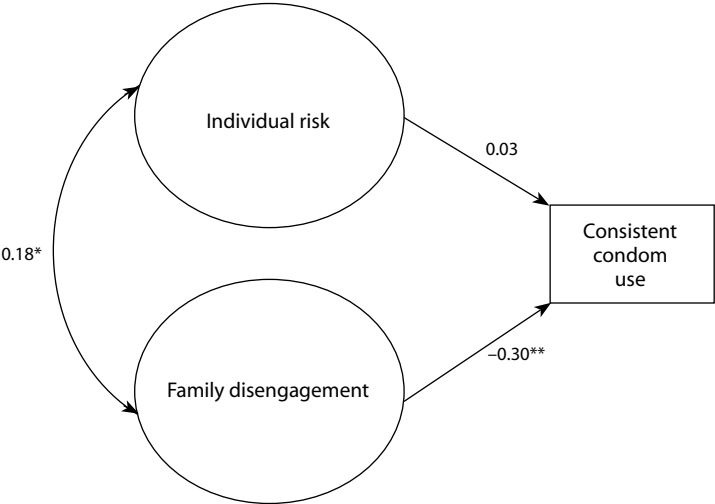 Individual risk
0.03
Consistent
condom
use
0.18*
–0.30**
Family disengagement